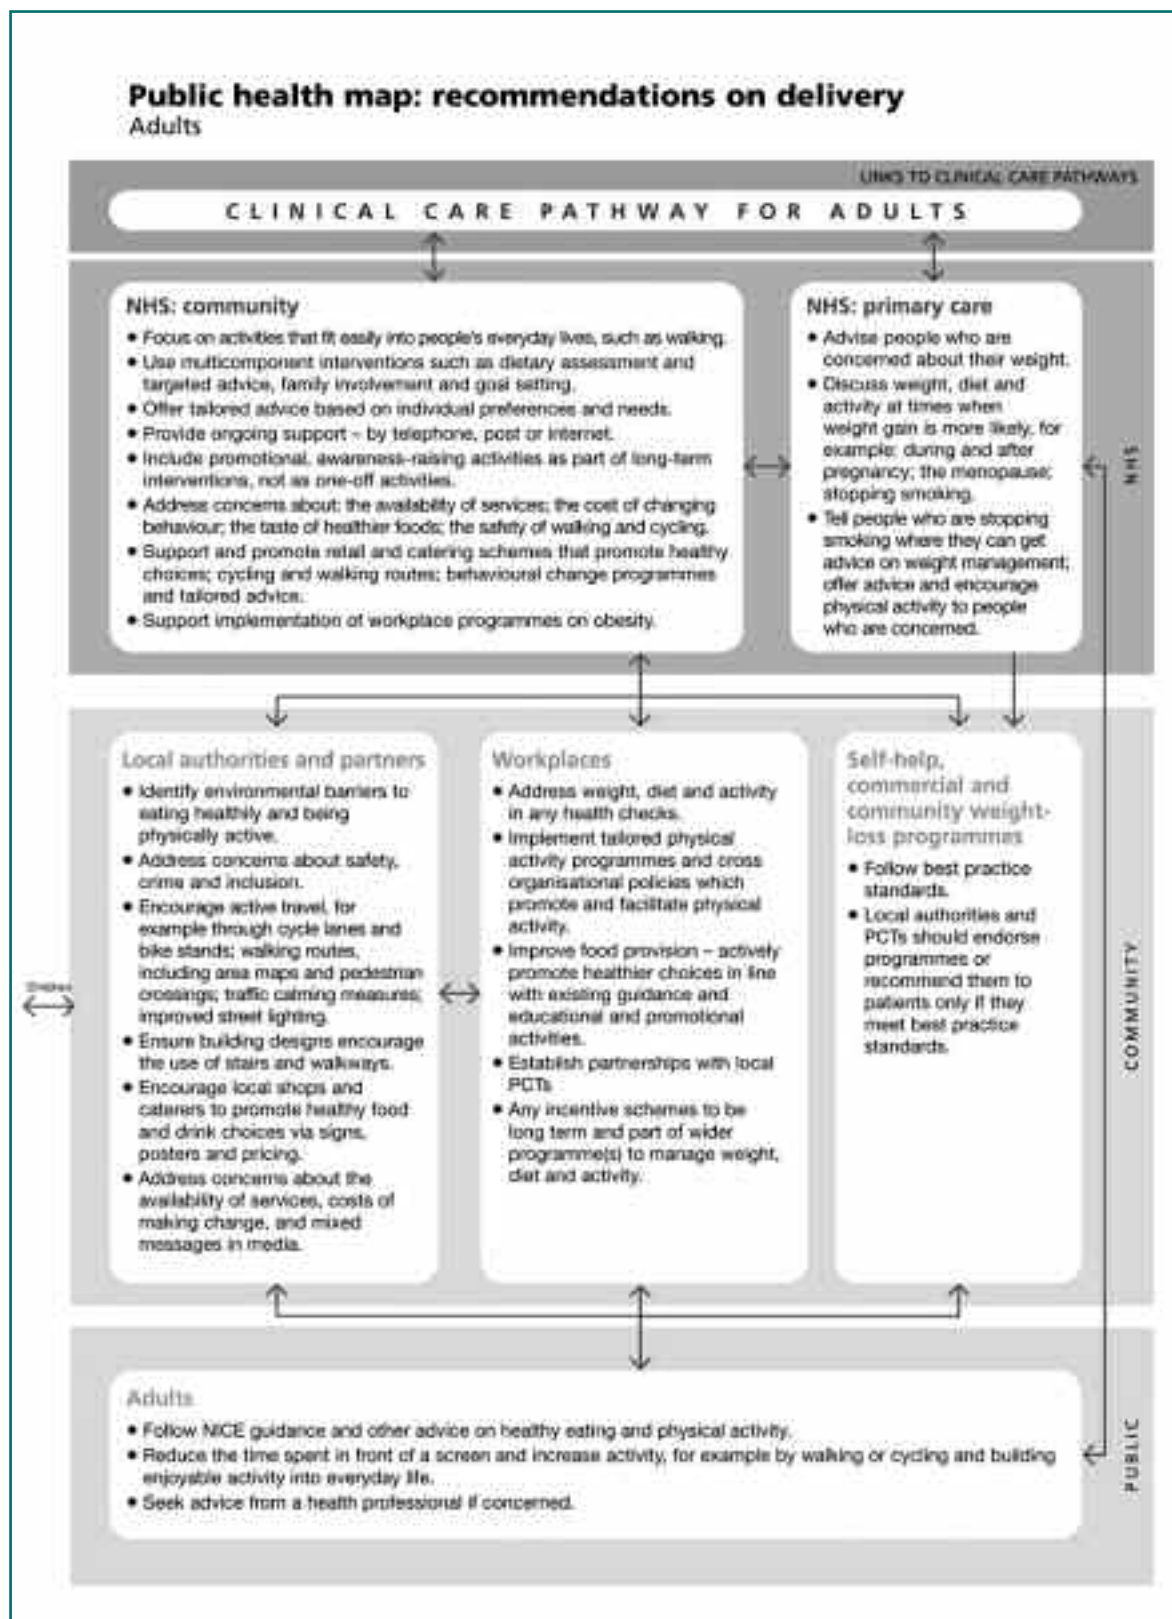 Public health map: recommendations on delivery
Adults
LINKS TO CLINICAL CARE PATHWAYS
CLINICAL CARE PATHWAY FOR ADULTS
NHS: community
• Focus on activities that fit easily into people's everyday lives, such as walking.
• Use multicomponent interventions such as dietary assessment and
targeted advice, family involvement and goal setting.
• Offer tailored advice based on individual preferences and needs.
• Provide ongoing support – by telephone, post or internet.
• Include promotional, awareness-raising activities as part of long-term
interventions, not as one-off activities.
• Address concerns about: the availability of services; the cost of changing
behaviour; the taste of healthier foods; the safety of walking and cycling.
• Support and promote retail and catering schemes that promote healthy
choices; cycling and walking routes; behavioural change programmes
and tailored advice.
• Support implementation of workplace programmes on obesity.
NHS: primary care
• Advise people who are
concerned about their weight.
• Discuss weight, diet and
activity at times when
weight gain is more likely, for
example: during and after
pregnancy; the menopause;
stopping smoking.
• Tell people who are stopping
smoking where they can get
advice on weight management;
offer advice and encourage
physical activity to people
who are concerned.
NHS
Local authorities and partners
• Identify environmental barriers to
eating healthily and being
physically active.
• Address concerns about safety,
crime and inclusion.
• Encourage active travel, for
example through cycle lanes and
bike stands; walking routes,
including area maps and pedestrian
crossings; traffic calming measures;
improved street lighting.
• Ensure building designs encourage
the use of stairs and walkways.
• Encourage local shops and
caterers to promote healthy food
and drink choices via signs,
posters and pricing.
• Address concerns about the
availability of services, costs of
making change, and mixed
messages in media.
Children
Workplaces
• Address weight, diet and activity
in any health checks.
• Implement tailored physical
activity programmes and cross
organisational policies which
promote and facilitate physical
activity.
• Improve food provision – actively
promote healthier choices in line
with existing guidance and
educational and promotional
activities.
• Establish partnerships with local
PCTs
• Any incentive schemes to be
long term and part of wider
programme(s) to manage weight,
diet and activity.
Self-help,
commercial and
community weight-
loss programmes
• Follow best practice
standards.
• Local authorities and
PCTs should endorse
programmes or
recommend them to
patients only if they
meet best practice
standards.
COMMUNITY
Adults
• Follow NICE guidance and other advice on healthy eating and physical activity.
• Reduce the time spent in front of a screen and increase activity, for example by walking or cycling and building
enjoyable activity into everyday life.
• Seek advice from a health professional if concerned.
PUBLIC